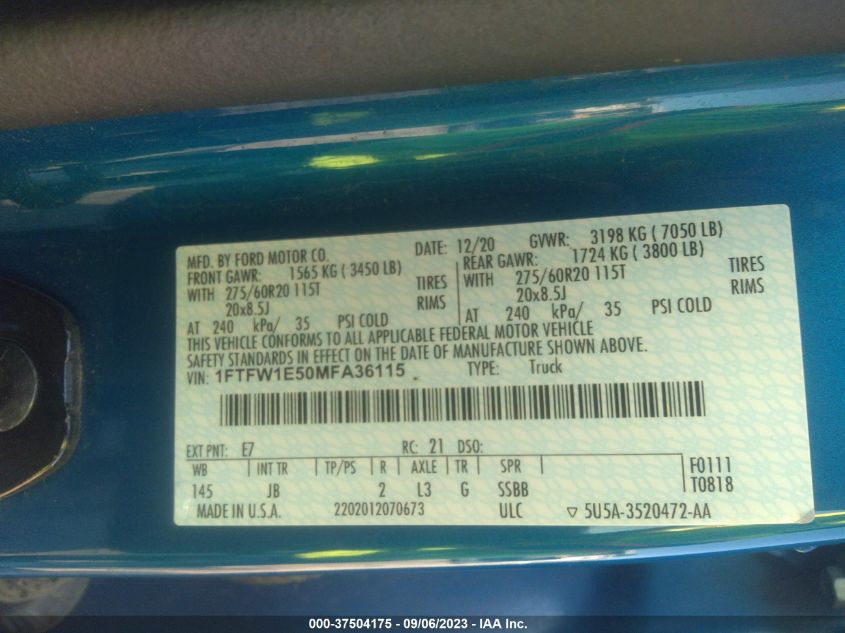 MFD. BY FORD MOTOR CO. DATE: 12/20 GVWR: 3198 KG ( 7050 LB)
FRONT GAWR: 1565 KG ( 3450 LB) REAR GAWR: 1724 KG ( 3800 LB)
WITH 275/60R20 115T TIRES WITH 275/60R20 115T TIRES
20x8.5J RIMS 20x8.5J RIMS
AT 240 kPa/ 35 PSI COLD AT 240 kPa/ 35 PSI COLD
THIS VEHICLE CONFORMS TO ALL APPLICABLE FEDERAL MOTOR VEHICLE
SAFETY STANDARDS IN EFFECT ON THE DATE OF MANUFACTURE SHOWN ABOVE.
VIN: 1FTFW1E50MFA36115 TYPE: Truck
EXT PNT: E7 RC: 21 DSO:
WB INT TR TP/PS R AXLE TR SPR F0111
145 JB 2 L3 G SSBB T0818
MADE IN U.S.A. 2202012070673 ULC ▽ 5U5A-3520472-AA
000-37504175 - 09/06/2023 - IAA Inc.